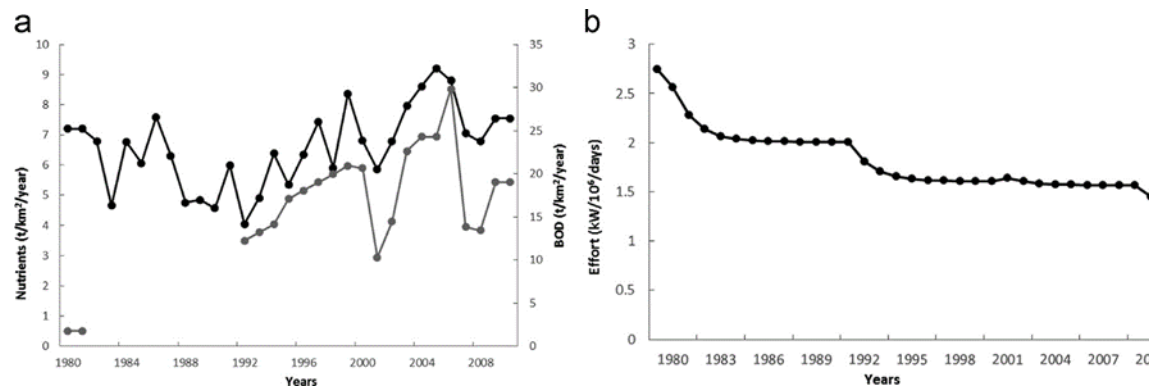 a
10
9
8
7
6
5
4
3
2
1
0
Nutrients (t/km²/year)
35
30
25
20
15
10
5
0
BOD (t/km²/year)
1980 1984 1988 1992 1996 2000 2004 2008
Years
b
3
2.5
2
1.5
1
0.5
0
Effort (kW/10⁶/days)
1980 1983 1986 1989 1992 1995 1998 2001 2004 2007 20
Years